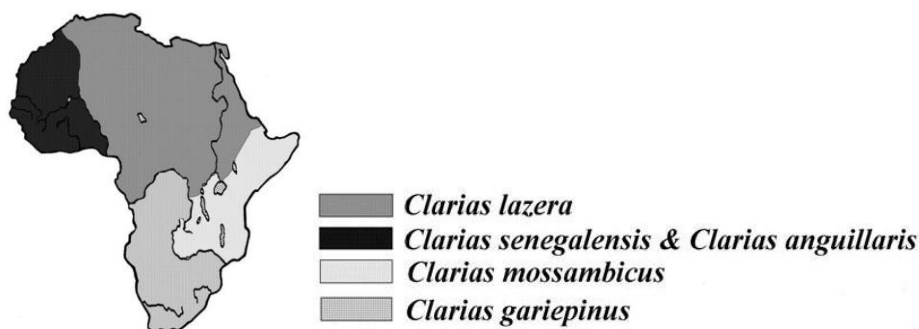 Clarias lazera
Clarias senegalensis & Clarias anguillaris
Clarias mossambicus
Clarias gariepinus